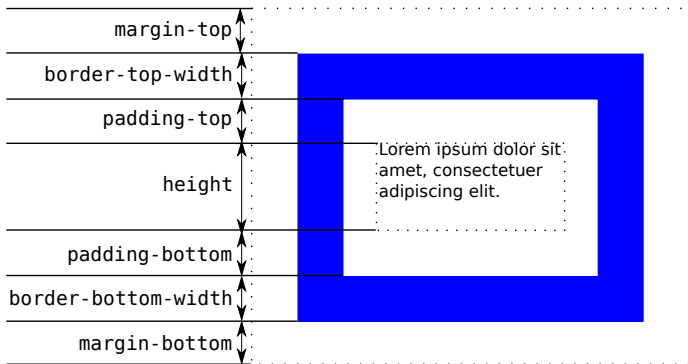 margin-top
border-top-width
padding-top
height
padding-bottom
border-bottom-width
margin-bottom
Lorem ipsum dolor sit
amet, consectetuer
adipiscing elit.